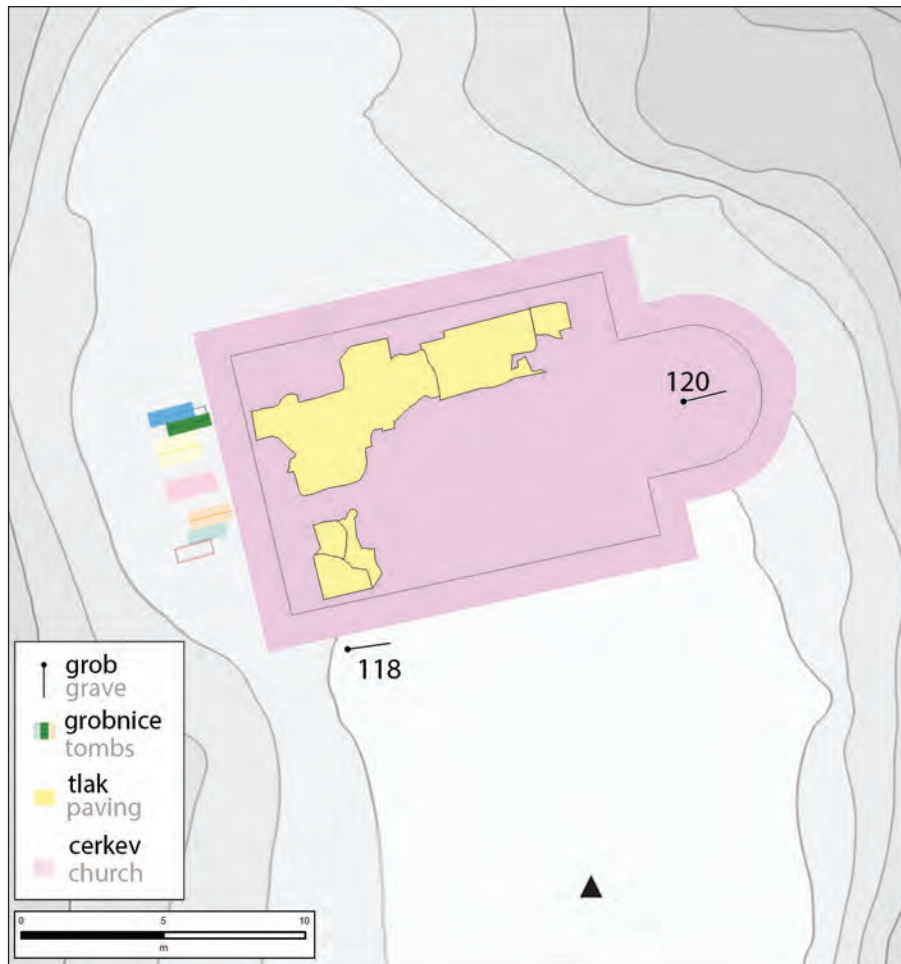 120
118
grob
grave
grobnice
tombs
tlak
paving
cerkev
church
0 5 10
m